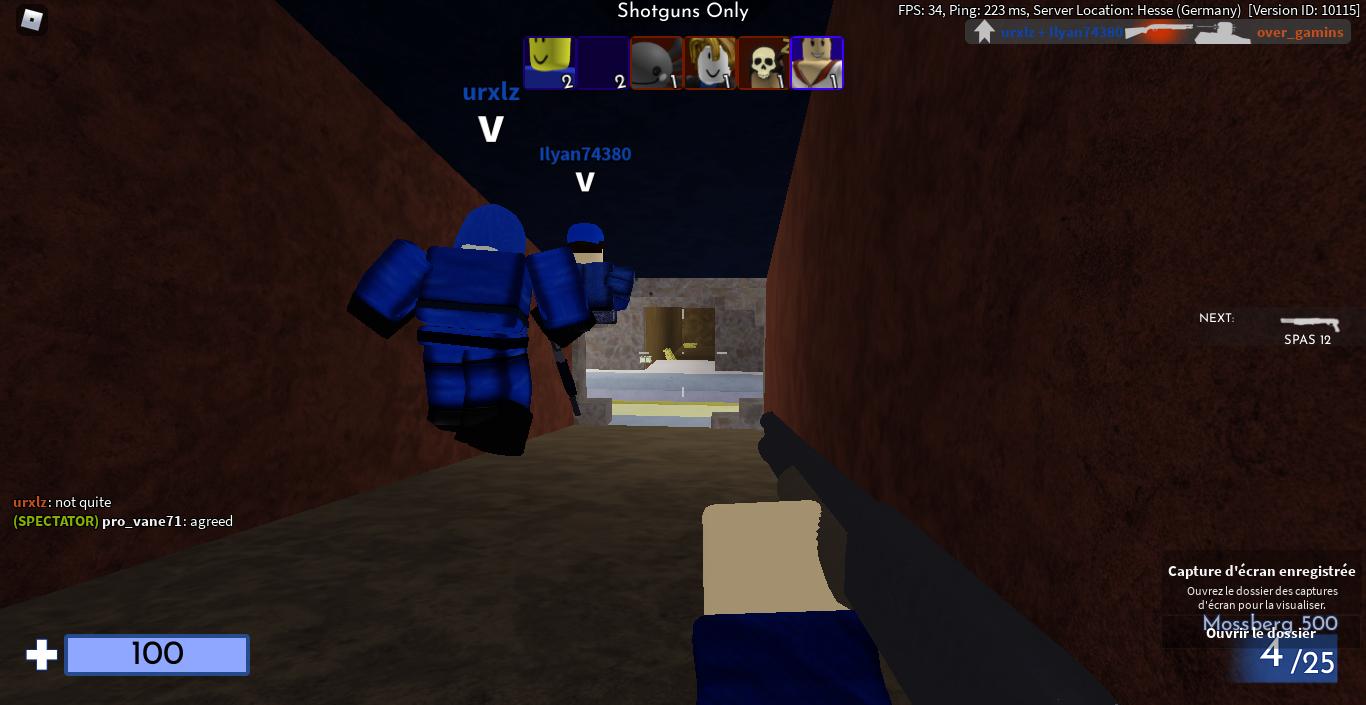 Shotguns Only
FPS: 34, Ping: 223 ms, Server Location: Hesse (Germany) [Version ID: 10115]
urxlz + Ilyan74380 over_gamins
2 2 1 1 1 1
urxlz
V
Ilyan74380
V
NEXT:
SPAS 12
urxlz: not quite
(SPECTATOR) pro_vane71: agreed
Capture d'écran enregistrée
Ouvrez le dossier des captures
d'écran pour la visualiser.
Mossberg 500
Ouvrir le dossier
100
4 /25